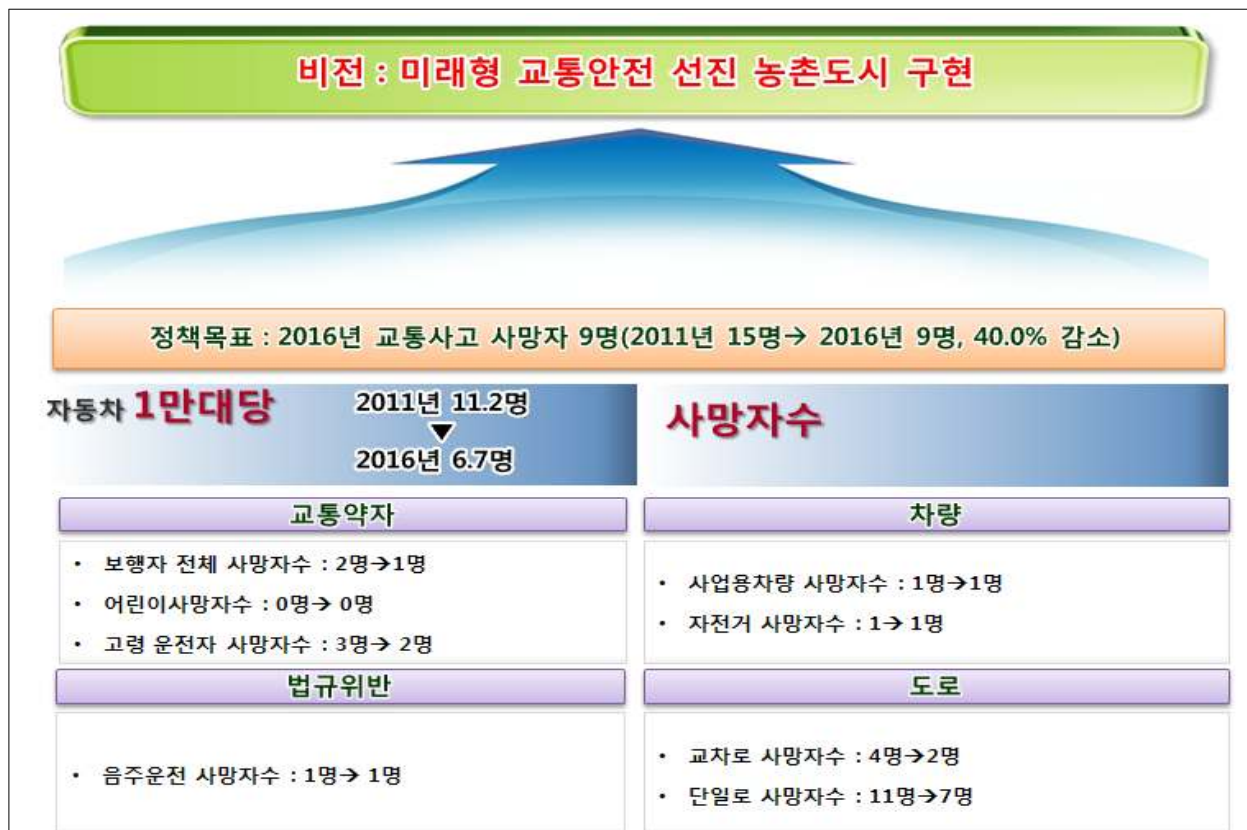 비전 : 미래형 교통안전 선진 농촌도시 구현
정책목표 : 2016년 교통사고 사망자 9명(2011년 15명→ 2016년 9명, 40.0% 감소)
자동차 1만대당
2011년 11.2명
▼
2016년 6.7명
사망자수
교통약자
• 보행자 전체 사망자수 : 2명→1명
• 어린이사망자수 : 0명→ 0명
• 고령 운전자 사망자수 : 3명→ 2명
차량
• 사업용차량 사망자수 : 1명→1명
• 자전거 사망자수 : 1→ 1명
법규위반
• 음주운전 사망자수 : 1명→ 1명
도로
• 교차로 사망자수 : 4명→2명
• 단일로 사망자수 : 11명→7명